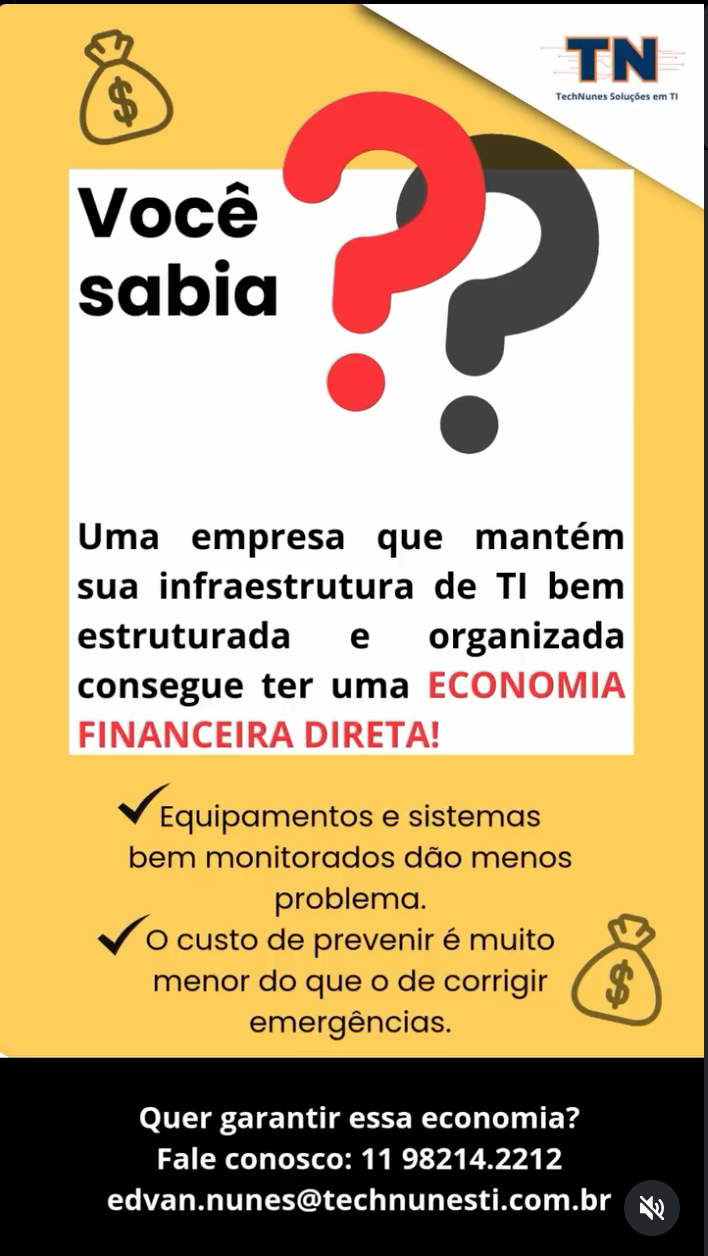 TN
TechNunes Soluções em TI
Você
sabia
??
Uma empresa que mantém
sua infraestrutura de TI bem
estruturada e organizada
consegue ter uma ECONOMIA
FINANCEIRA DIRETA!
Equipamentos e sistemas
bem monitorados dão menos
problema.
O custo de prevenir é muito
menor do que o de corrigir
emergências.
Quer garantir essa economia?
Fale conosco: 11 98214.2212
edvan.nunes@technunesti.com.br